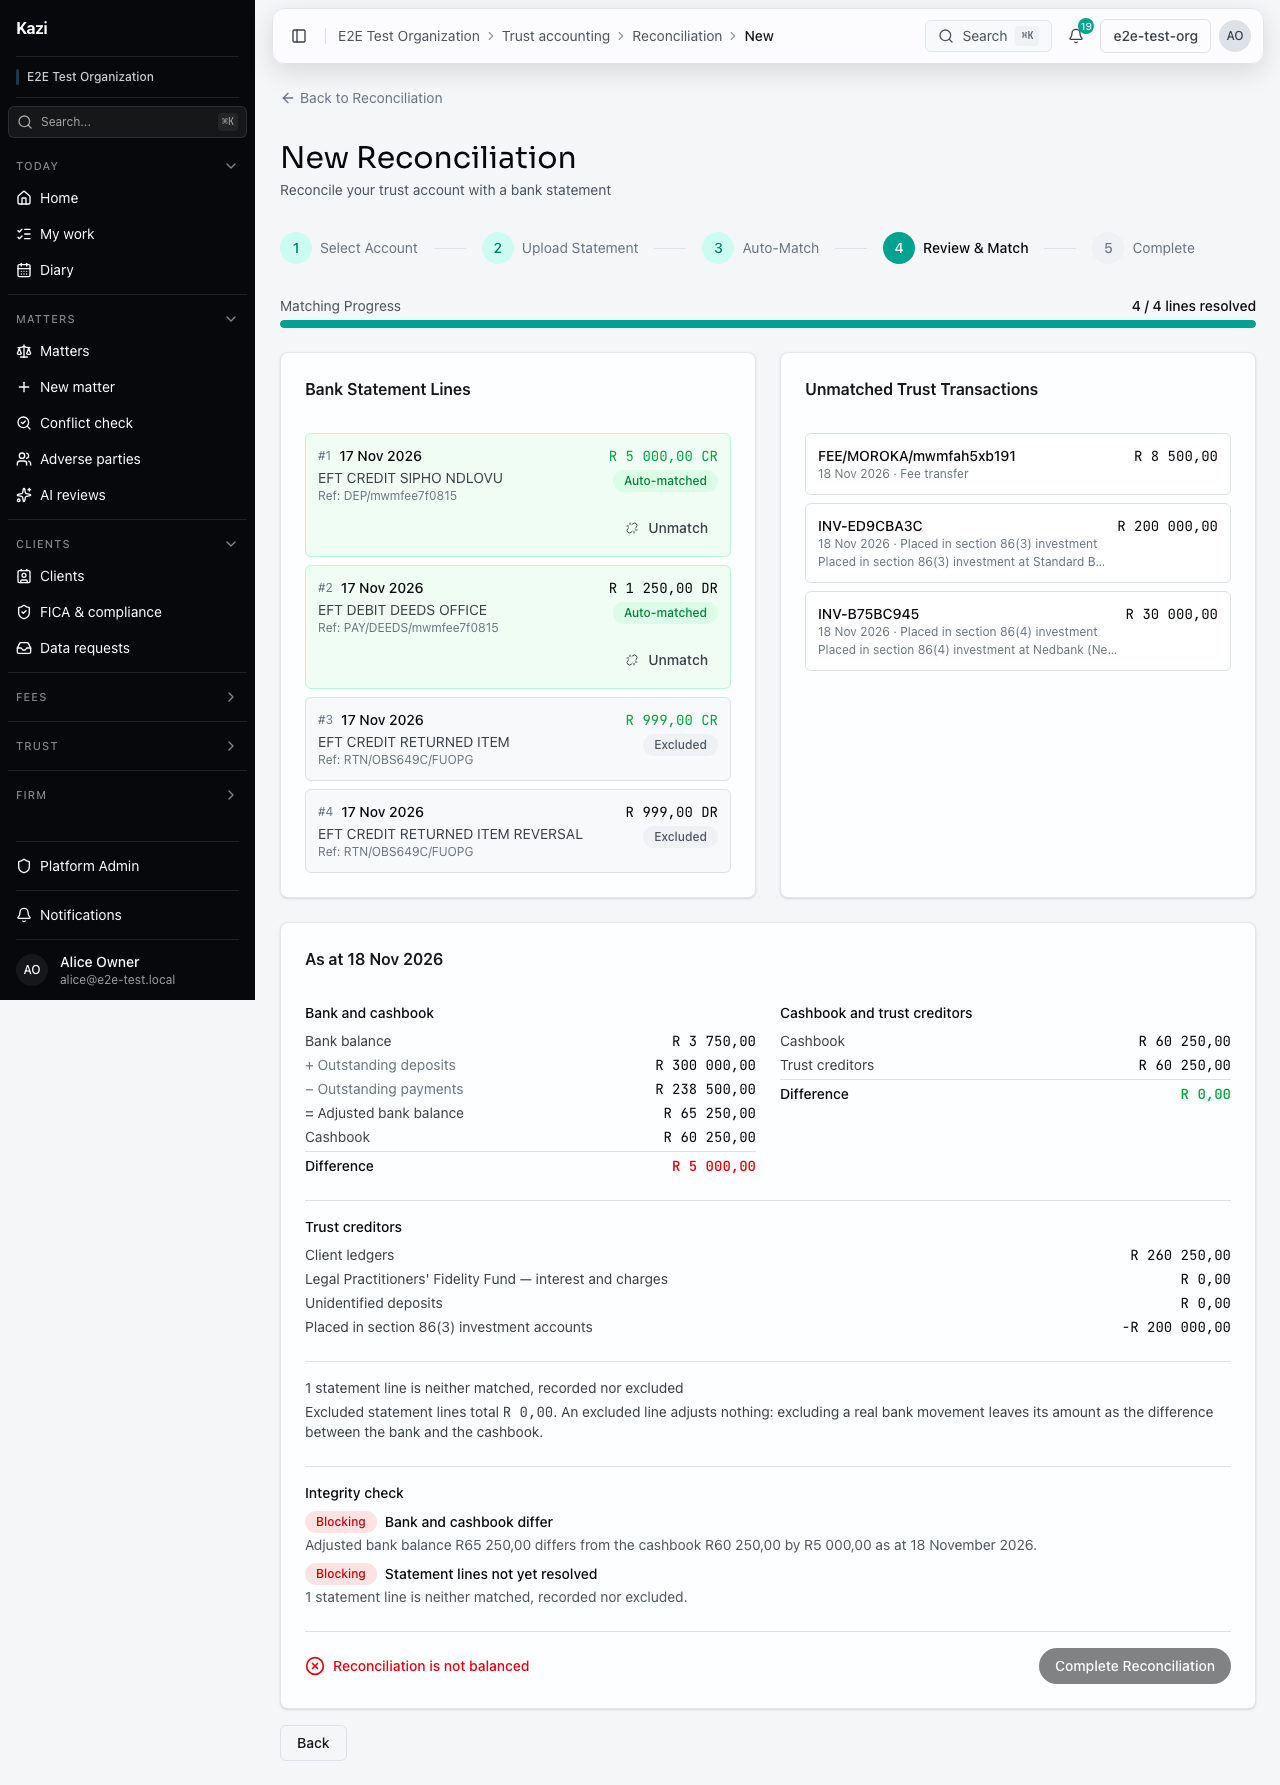 Kazi
E2E Test Organization
Search...
⌘K
TODAY
Home
My work
Diary
MATTERS
Matters
New matter
Conflict check
Adverse parties
AI reviews
CLIENTS
Clients
FICA & compliance
Data requests
FEES
TRUST
FIRM
Platform Admin
Notifications
AO
Alice Owner
alice@e2e-test.local
E2E Test Organization > Trust accounting > Reconciliation > New
Search ⌘K
19
e2e-test-org
AO
Back to Reconciliation
New Reconciliation
Reconcile your trust account with a bank statement
1 Select Account
2 Upload Statement
3 Auto-Match
4 Review & Match
5 Complete
Matching Progress
4 / 4 lines resolved
Bank Statement Lines
#1 17 Nov 2026 R 5 000,00 CR
EFT CREDIT SIPHO NDLOVU Auto-matched
Ref: DEP/mwmfee7f0815
Unmatch
#2 17 Nov 2026 R 1 250,00 DR
EFT DEBIT DEEDS OFFICE Auto-matched
Ref: PAY/DEEDS/mwmfee7f0815
Unmatch
#3 17 Nov 2026 R 999,00 CR
EFT CREDIT RETURNED ITEM Excluded
Ref: RTN/OBS649C/FUOPG
#4 17 Nov 2026 R 999,00 DR
EFT CREDIT RETURNED ITEM REVERSAL Excluded
Ref: RTN/OBS649C/FUOPG
Unmatched Trust Transactions
FEE/MOROKA/mwmfah5xb191 R 8 500,00
18 Nov 2026 · Fee transfer
INV-ED9CBA3C R 200 000,00
18 Nov 2026 · Placed in section 86(3) investment
Placed in section 86(3) investment at Standard B...
INV-B75BC945 R 30 000,00
18 Nov 2026 · Placed in section 86(4) investment
Placed in section 86(4) investment at Nedbank (Ne...
As at 18 Nov 2026
Bank and cashbook
Bank balance R 3 750,00
+ Outstanding deposits R 300 000,00
− Outstanding payments R 238 500,00
= Adjusted bank balance R 65 250,00
Cashbook R 60 250,00
Difference R 5 000,00
Cashbook and trust creditors
Cashbook R 60 250,00
Trust creditors R 60 250,00
Difference R 0,00
Trust creditors
Client ledgers R 260 250,00
Legal Practitioners' Fidelity Fund — interest and charges R 0,00
Unidentified deposits R 0,00
Placed in section 86(3) investment accounts -R 200 000,00
1 statement line is neither matched, recorded nor excluded
Excluded statement lines total R 0,00. An excluded line adjusts nothing: excluding a real bank movement leaves its amount as the difference
between the bank and the cashbook.
Integrity check
Blocking Bank and cashbook differ
Adjusted bank balance R65 250,00 differs from the cashbook R60 250,00 by R5 000,00 as at 18 November 2026.
Blocking Statement lines not yet resolved
1 statement line is neither matched, recorded nor excluded.
Reconciliation is not balanced
Complete Reconciliation
Back